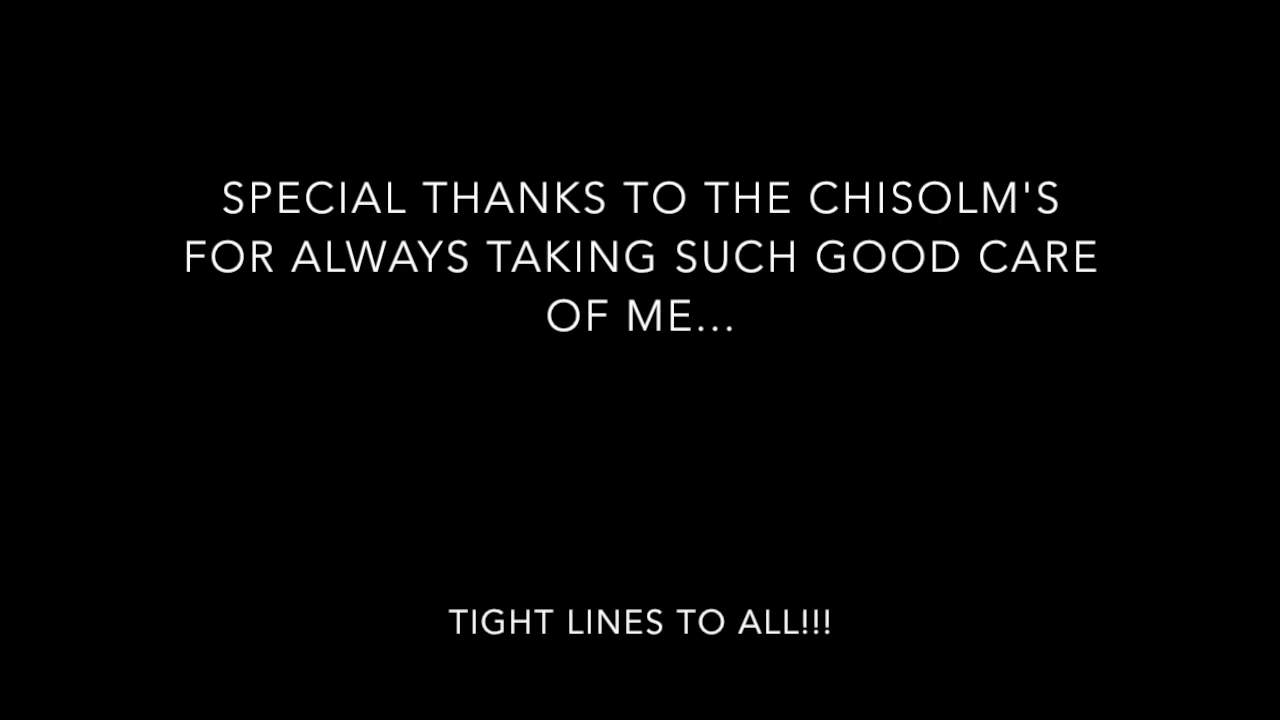 SPECIAL THANKS TO THE CHISOLM'S
FOR ALWAYS TAKING SUCH GOOD CARE
OF ME...
TIGHT LINES TO ALL!!!